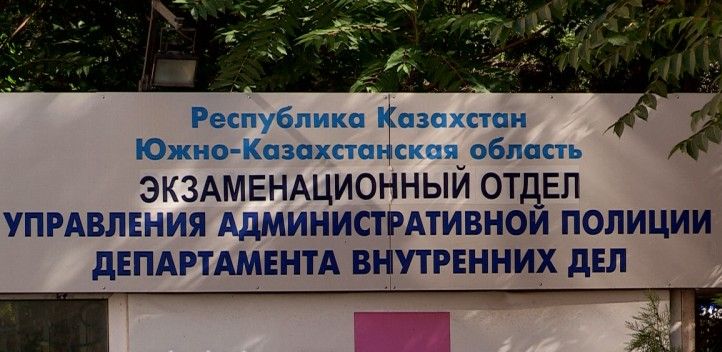 Республика Казахстан
Южно-Казахстанская область
ЭКЗАМЕНАЦИОННЫЙ ОТДЕЛ
УПРАВЛЕНИЯ АДМИНИСТРАТИВНОЙ ПОЛИЦИИ
ДЕПАРТАМЕНТА ВНУТРЕННИХ ДЕЛ